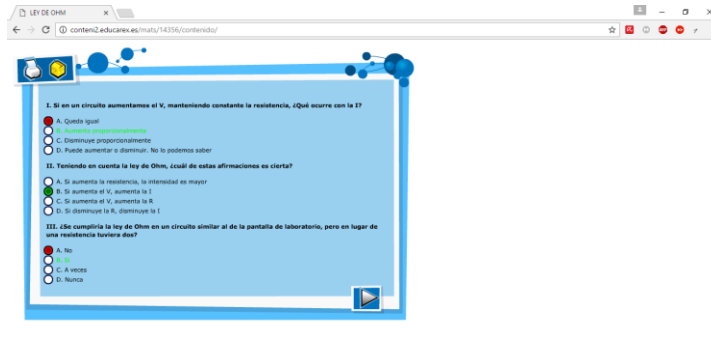 LEY DE OHM
conteni2.educarex.es/mats/14356/contenido/
I. Si en un circuito aumentamos el V, manteniendo constante la resistencia, ¿Qué ocurre con la I?
A. Queda igual
B. Aumenta proporcionalmente
C. Disminuye proporcionalmente
D. Puede aumentar o disminuir. No lo podemos saber
II. Teniendo en cuenta la ley de Ohm, ¿cuál de estas afirmaciones es cierta?
A. Si aumenta la resistencia, la intensidad es mayor
B. Si aumenta el V, aumenta la I
C. Si aumenta el V, aumenta la R
D. Si disminuye la R, disminuye la I
III. ¿Se cumpliría la ley de Ohm en un circuito similar al de la pantalla de laboratorio, pero en lugar de
una resistencia tuviera dos?
A. No
B. Si
C. A veces
D. Nunca